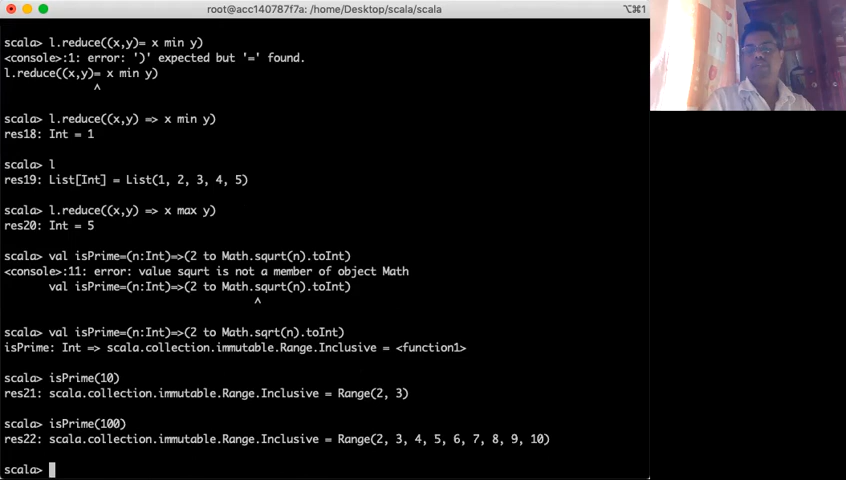 root@acc140787f7a: /home/Desktop/scala/scala
⌥⌘1
scala> l.reduce((x,y)= x min y)
<console>:1: error: ')' expected but '=' found.
l.reduce((x,y)= x min y)
^
scala> l.reduce((x,y) => x min y)
res18: Int = 1
scala> l
res19: List[Int] = List(1, 2, 3, 4, 5)
scala> l.reduce((x,y) => x max y)
res20: Int = 5
scala> val isPrime=(n:Int)=>(2 to Math.squrt(n).toInt)
<console>:11: error: value squrt is not a member of object Math
val isPrime=(n:Int)=>(2 to Math.squrt(n).toInt)
^
scala> val isPrime=(n:Int)=>(2 to Math.sqrt(n).toInt)
isPrime: Int => scala.collection.immutable.Range.Inclusive = <function1>
scala> isPrime(10)
res21: scala.collection.immutable.Range.Inclusive = Range(2, 3)
scala> isPrime(100)
res22: scala.collection.immutable.Range.Inclusive = Range(2, 3, 4, 5, 6, 7, 8, 9, 10)
scala>